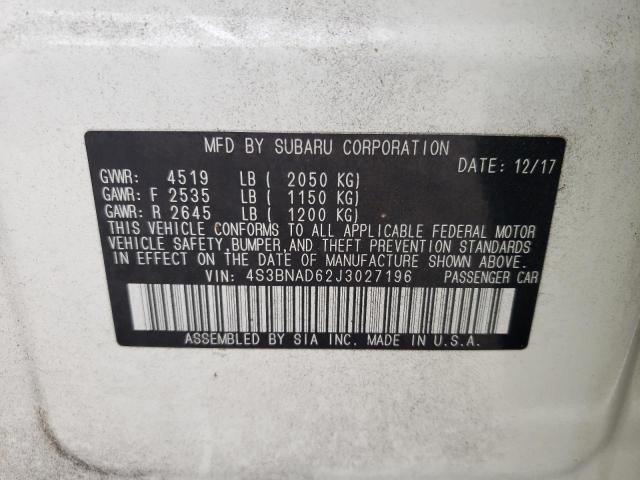 MFD BY SUBARU CORPORATION
DATE: 12/17
GVWR: 4519 LB ( 2050 KG)
GAWR: F 2535 LB ( 1150 KG)
GAWR: R 2645 LB ( 1200 KG)
THIS VEHICLE CONFORMS TO ALL APPLICABLE FEDERAL MOTOR
VEHICLE SAFETY, BUMPER, AND THEFT PREVENTION STANDARDS
IN EFFECT ON THE DATE OF MANUFACTURE SHOWN ABOVE.
VIN: 4S3BNAD62J3027196 PASSENGER CAR
ASSEMBLED BY SIA INC. MADE IN U.S.A.